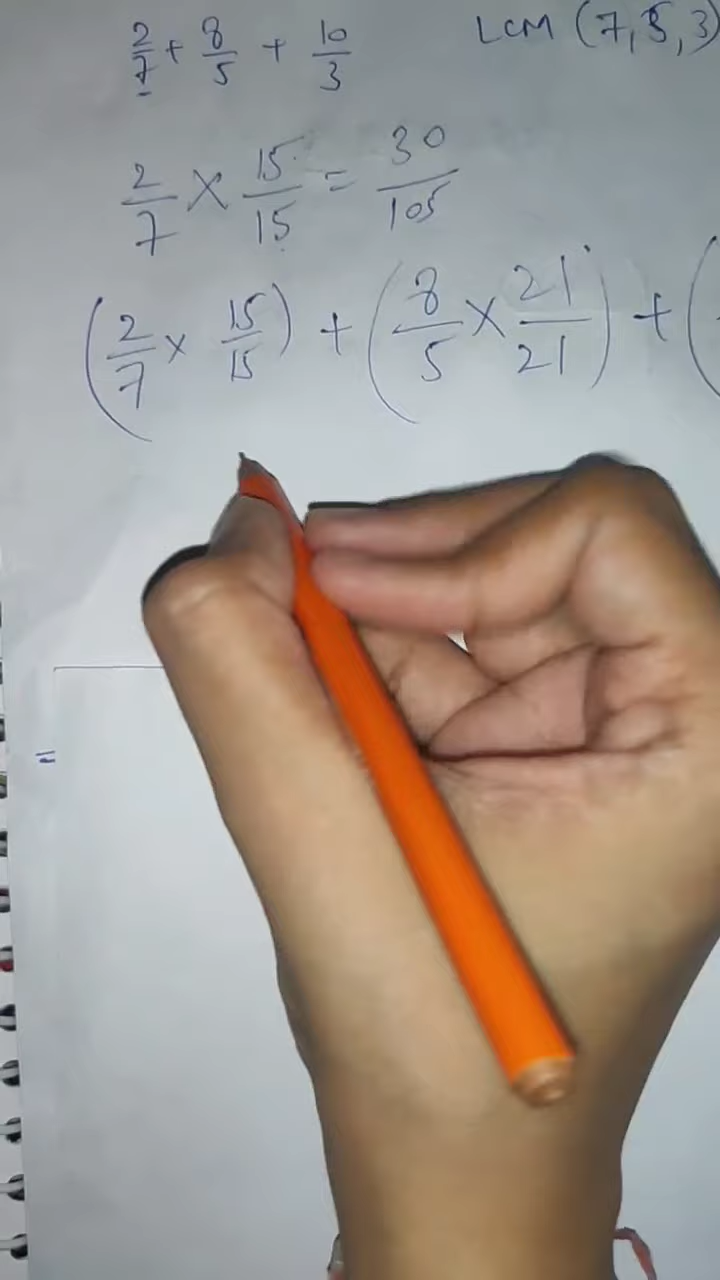 2/7 + 8/5 + 10/3 LCM (7,5,3)
2/7 × 15/15 = 30/105
(2/7 × 15/15) + (8/5 × 21/21) + (